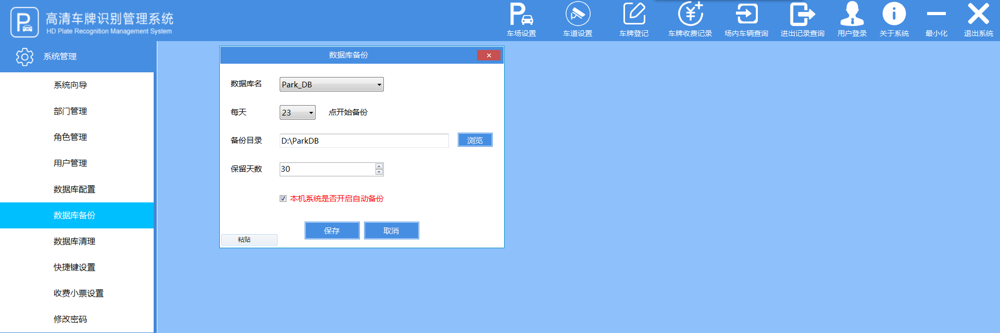 高清车牌识别管理系统
HD Plate Recognition Management System
车场设置
车道设置
车牌登记
车牌收费记录
场内车辆查询
进出记录查询
用户登录
关于系统
最小化
退出系统
系统管理
系统向导
部门管理
角色管理
用户管理
数据库配置
数据库备份
数据库清理
快捷键设置
收费小票设置
修改密码
数据库备份
数据库名 Park_DB
每天 23 点开始备份
备份目录 D:\ParkDB 浏览
保留天数 30
本机系统是否开启自动备份
保存 取消
粘贴